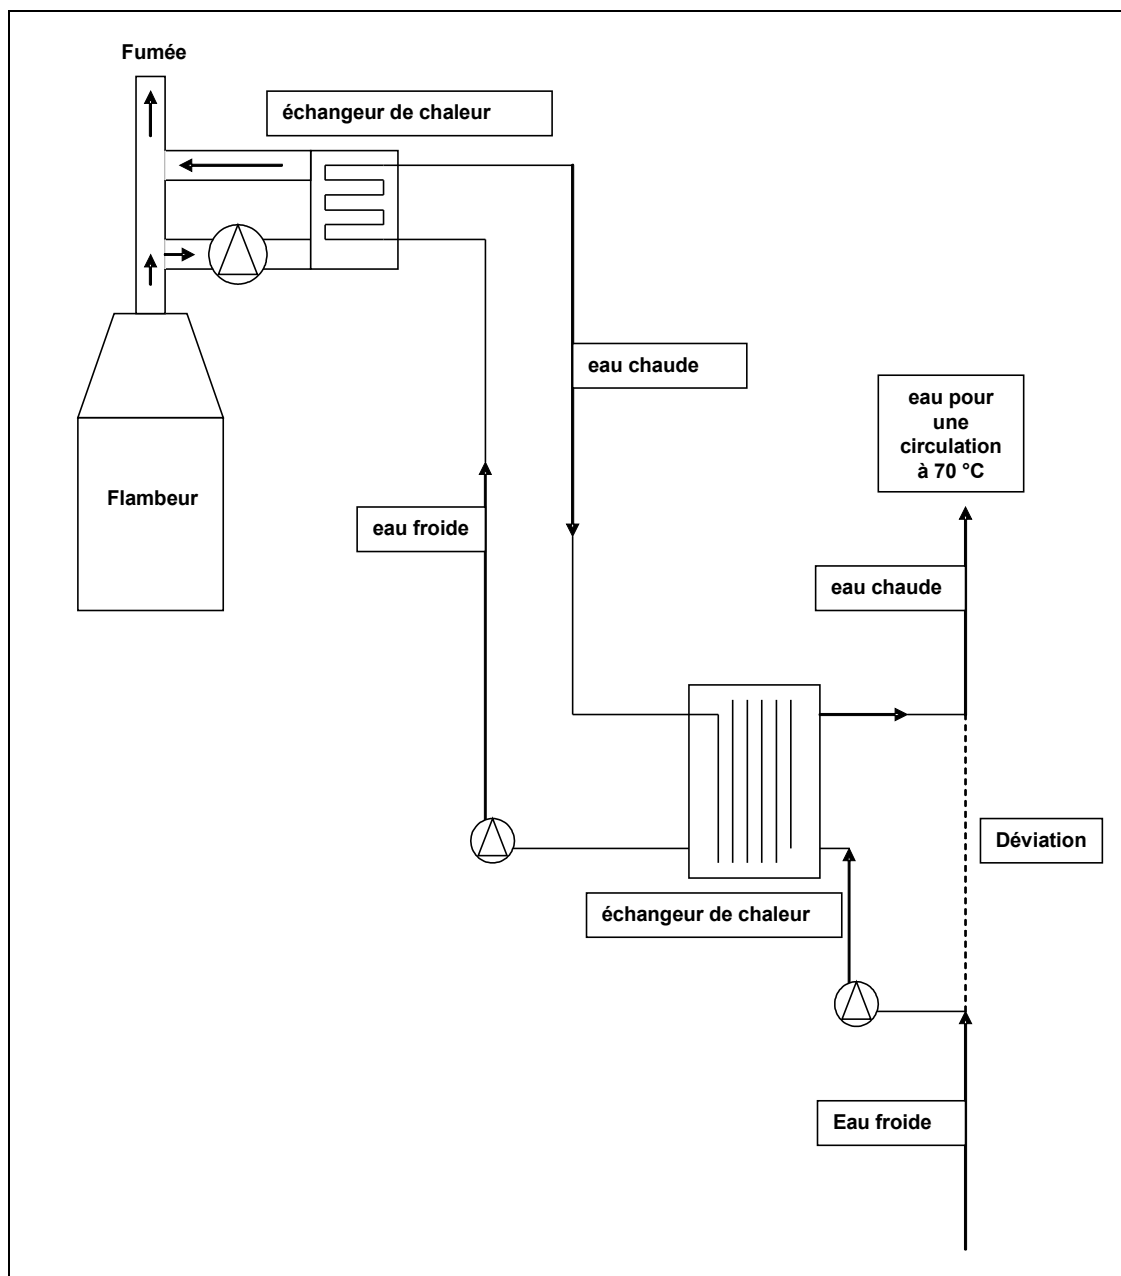 Fumée
échangeur de chaleur
eau chaude
eau pour
une
circulation
à 70 °C
Flambeur
eau froide
eau chaude
Déviation
échangeur de chaleur
Eau froide